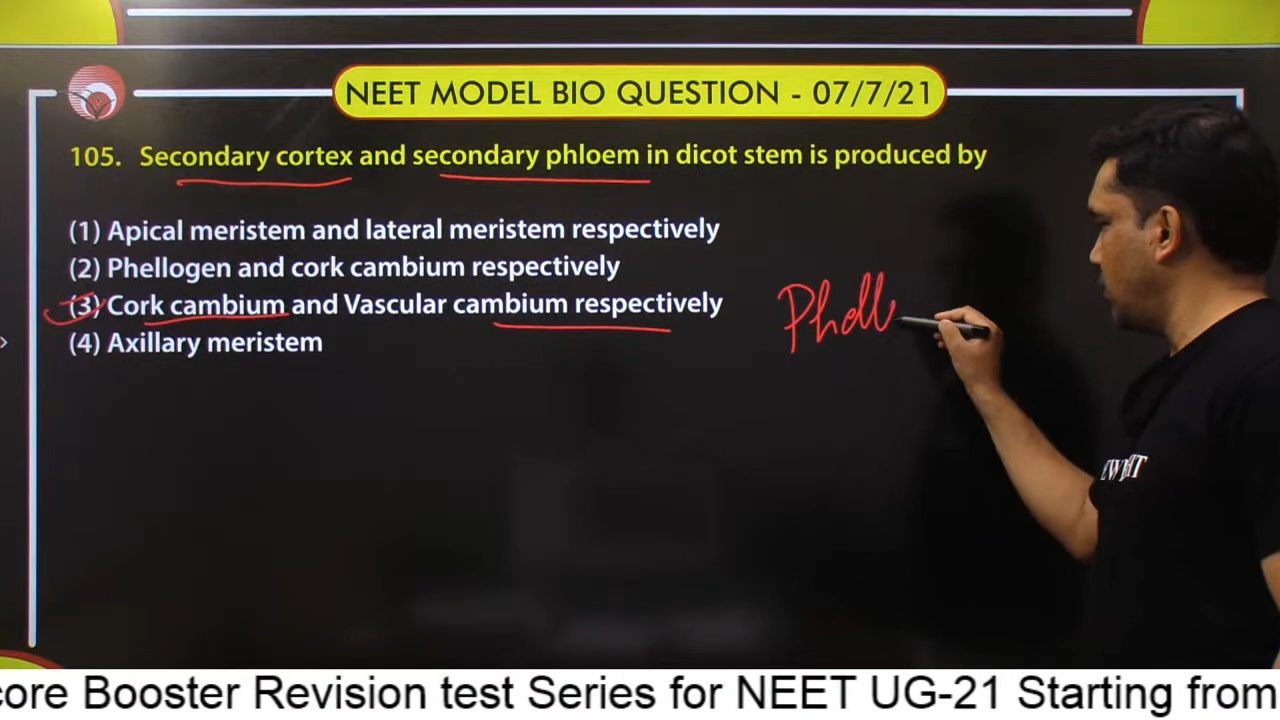 NEET MODEL BIO QUESTION - 07/7/21
105. Secondary cortex and secondary phloem in dicot stem is produced by
(1) Apical meristem and lateral meristem respectively
(2) Phellogen and cork cambium respectively
(3) Cork cambium and Vascular cambium respectively
(4) Axillary meristem
Phell
core Booster Revision test Series for NEET UG-21 Starting from